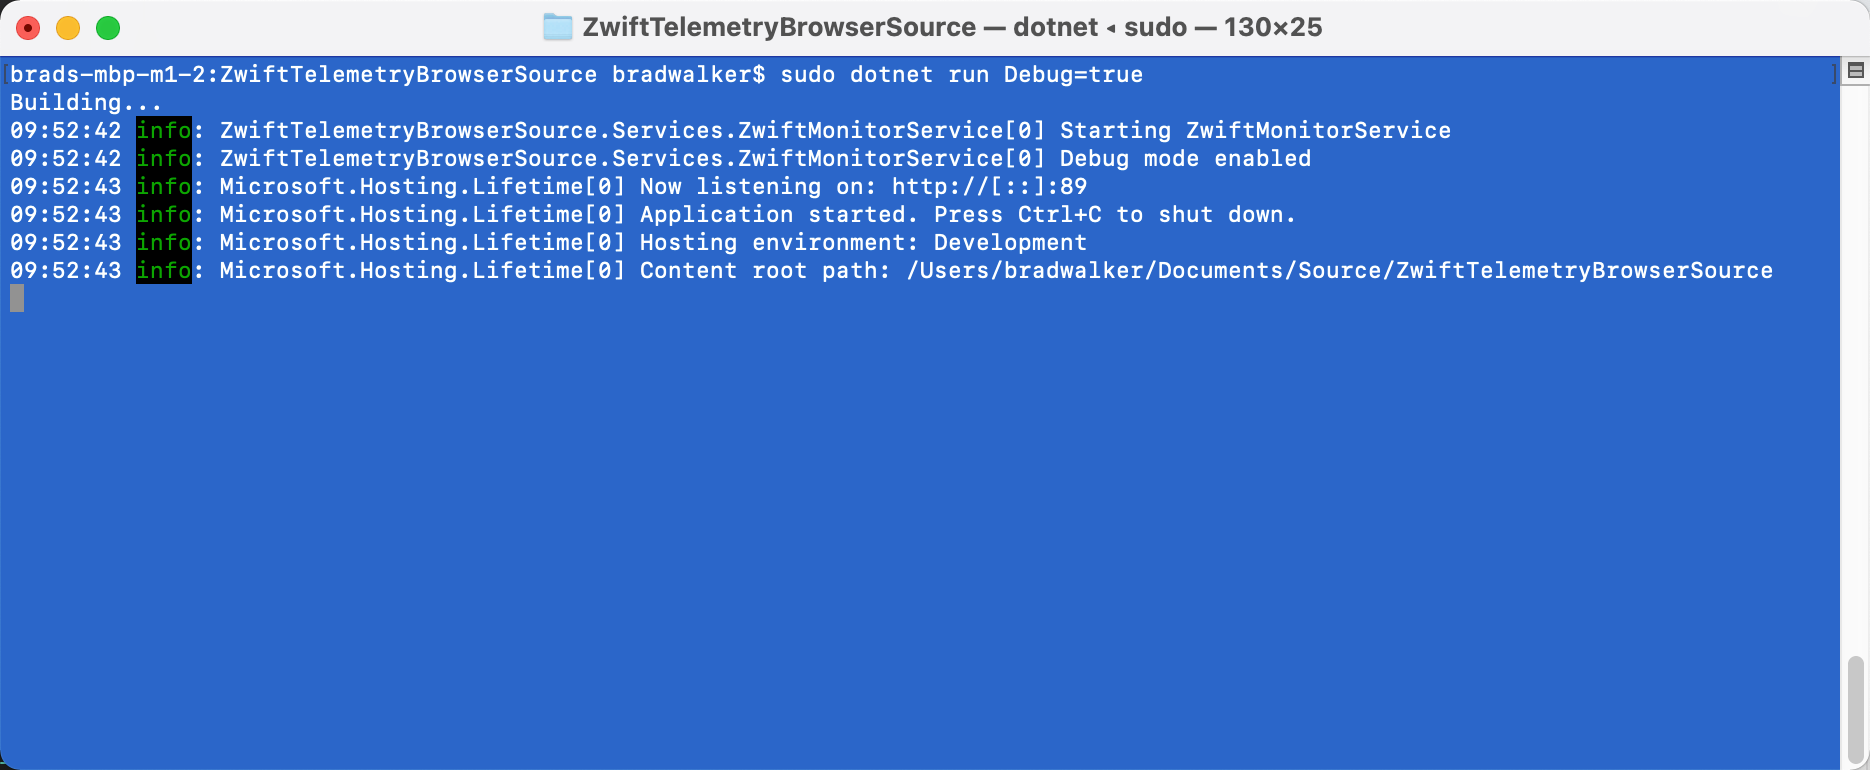 ZwiftTelemetryBrowserSource — dotnet ◂ sudo — 130×25
[brads-mbp-m1-2:ZwiftTelemetryBrowserSource bradwalker$ sudo dotnet run Debug=true ]
Building...
09:52:42 info: ZwiftTelemetryBrowserSource.Services.ZwiftMonitorService[0] Starting ZwiftMonitorService
09:52:42 info: ZwiftTelemetryBrowserSource.Services.ZwiftMonitorService[0] Debug mode enabled
09:52:43 info: Microsoft.Hosting.Lifetime[0] Now listening on: http://[::]:89
09:52:43 info: Microsoft.Hosting.Lifetime[0] Application started. Press Ctrl+C to shut down.
09:52:43 info: Microsoft.Hosting.Lifetime[0] Hosting environment: Development
09:52:43 info: Microsoft.Hosting.Lifetime[0] Content root path: /Users/bradwalker/Documents/Source/ZwiftTelemetryBrowserSource